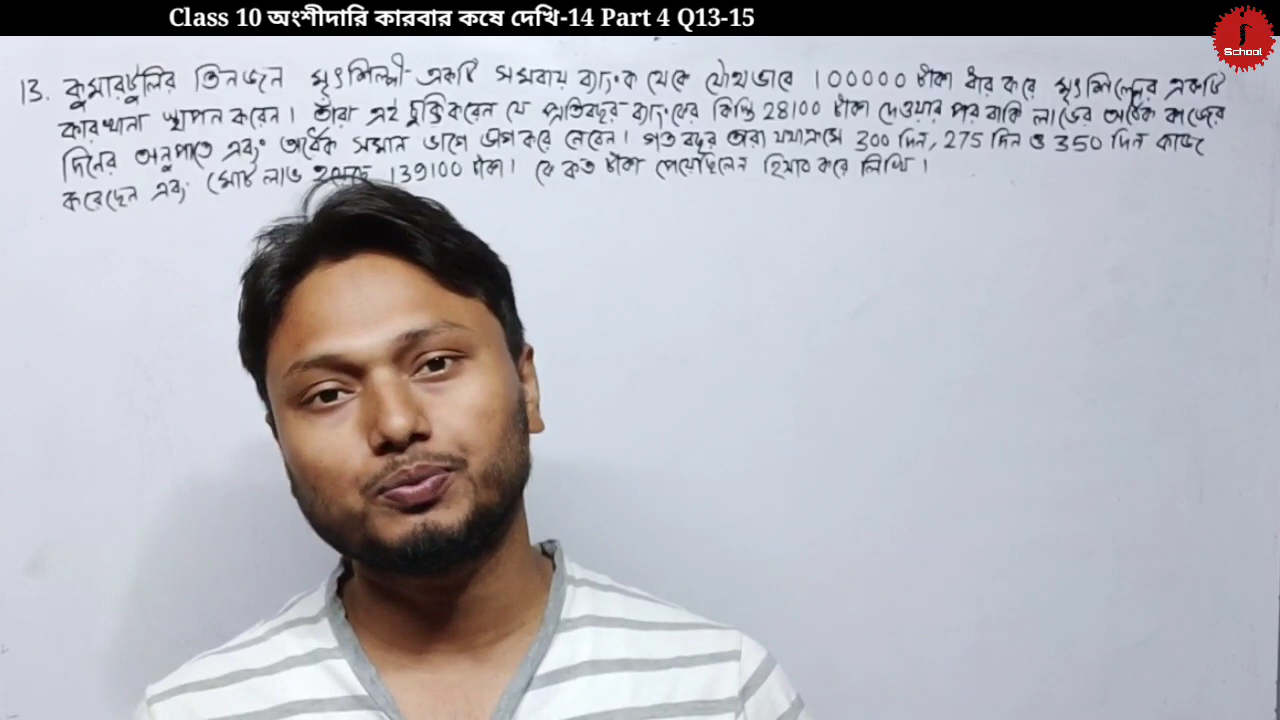 Class 10 অংশীদারি কারবার কষে দেখি-14 Part 4 Q13-15
School
13. কুমারটুলির তিনজন মৃৎশিল্পী একটি সমবায় ব্যাংক থেকে যৌথভাবে 100000 টাকা ধার করে মৃৎশিল্পের একটি
কারখানা স্থাপন করেন। তাঁরা এই চুক্তি করেন যে প্রতিবছর ব্যাংকের কিস্তি 28100 টাকা দেওয়ার পর বাকি লাভের অর্ধেক কাজের
দিনের অনুপাতে এবং অর্ধেক সমান ভাগে ভাগ করে নেবেন। গত বছর তারা যথাক্রমে 300 দিন, 275 দিন ও 350 দিন কাজ
করেছেন এবং মোট লাভ হয়েছে 139100 টাকা। কে কত টাকা পেয়েছিলেন হিসাব করে লিখি।